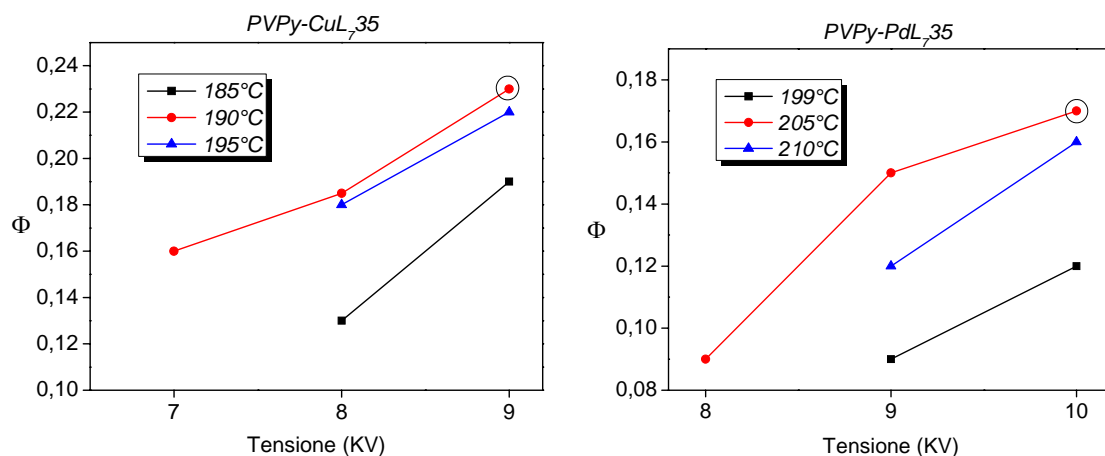 PVPy-CuL₇35
0,24
0,22
0,20
0,18
0,16
0,14
0,12
0,10
Φ
185°C
190°C
195°C
7
8
9
Tensione (KV)
PVPy-PdL₇35
0,18
0,16
0,14
0,12
0,10
0,08
Φ
199°C
205°C
210°C
8
9
10
Tensione (KV)